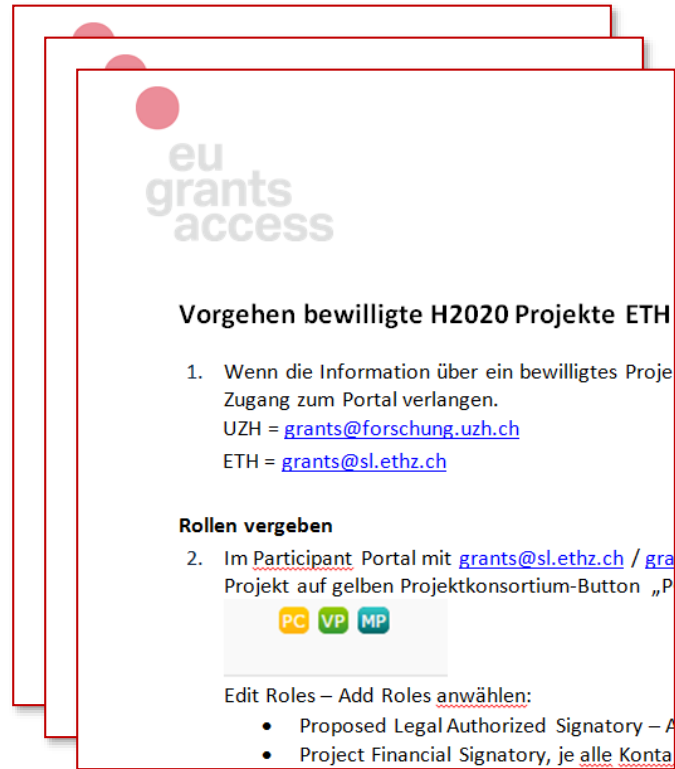 eu
grants
access
Vorgehen bewilligte H2020 Projekte ETH
1. Wenn die Information über ein bewilligtes Proje
Zugang zum Portal verlangen.
UZH = grants@forschung.uzh.ch
ETH = grants@sl.ethz.ch
Rollen vergeben
2. Im Participant Portal mit grants@sl.ethz.ch / gra
Projekt auf gelben Projektkonsortium-Button „P
PC VP MP
Edit Roles – Add Roles anwählen:
• Proposed Legal Authorized Signatory – A
• Project Financial Signatory, je alle Konta